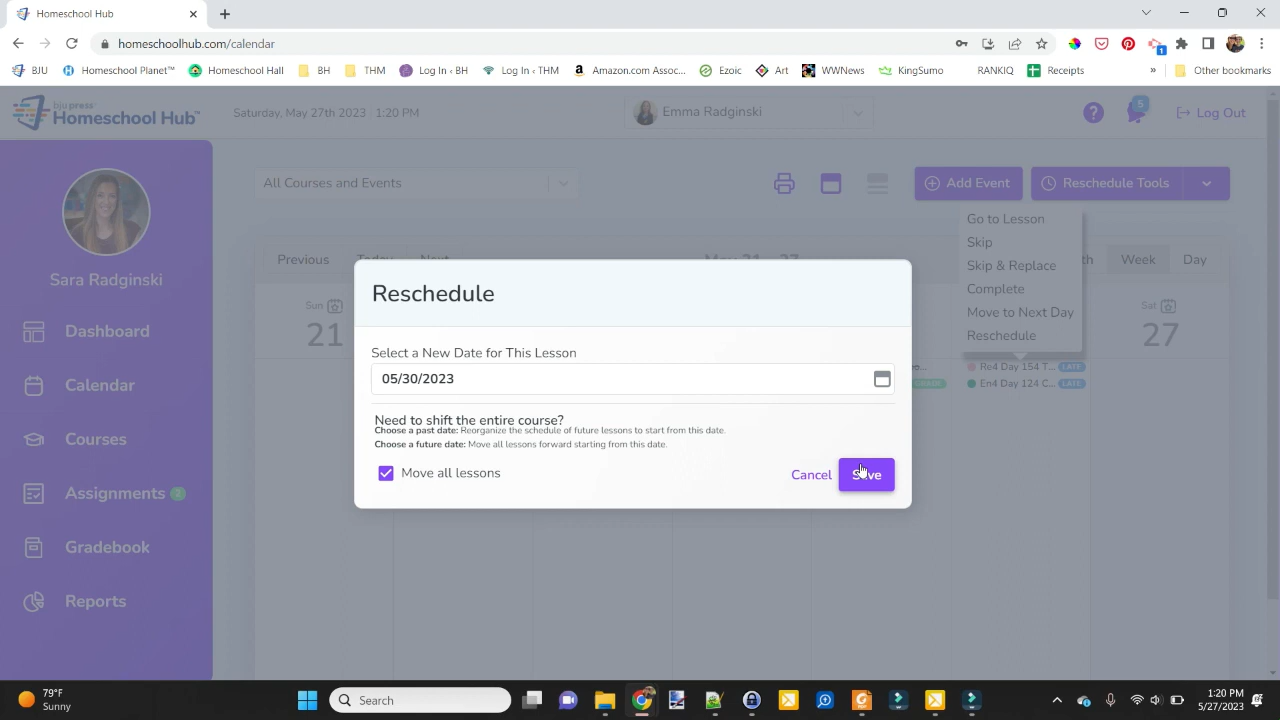 Homeschool Hub
homeschoolhub.com/calendar
1
BJU
Homeschool Planet™
Homeschool Hall
BH
THM
Log In ‹ BH
Log In ‹ THM
Amazon.com Assoc...
Ezoic
Art
WWNews
KingSumo
RANKIQ
Receipts
»
Other bookmarks
bju press
Homeschool Hub™
Saturday, May 27th 2023 · 1:20 PM
Emma Radginski
?
5
Log Out
Sara Radginski
Dashboard
Calendar
Courses
Assignments 2
Gradebook
Reports
All Courses and Events
Add Event
Reschedule Tools
Go to Lesson
Skip
Skip & Replace
Complete
Move to Next Day
Reschedule
Previous
Next
Week
Day
Sun
21
Sat
27
Re4 Day 154 T... LATE
En4 Day 124 C... LATE
Reschedule
Select a New Date for This Lesson
05/30/2023
Need to shift the entire course?
Choose a past date: Reorganize the schedule of future lessons to start from this date.
Choose a future date: Move all lessons forward starting from this date.
Move all lessons
Cancel
Save
79°F
Sunny
Search
1:20 PM
5/27/2023